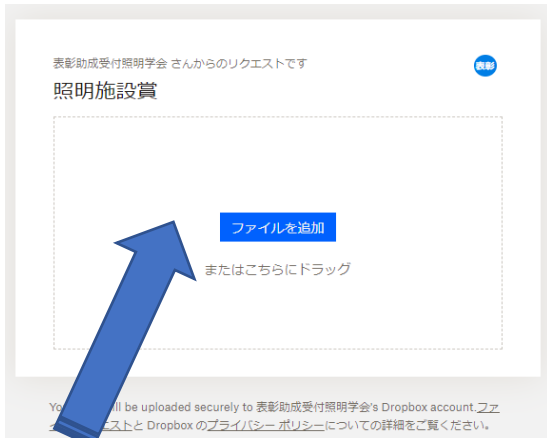 表彰助成受付照明学会 さんからのリクエストです
表彰
照明施設賞
ファイルを追加
またはこちらにドラッグ
Yo ll be uploaded securely to 表彰助成受付照明学会's Dropbox account.ファ
エストと Dropbox のプライバシー ポリシーについての詳細をご覧ください。